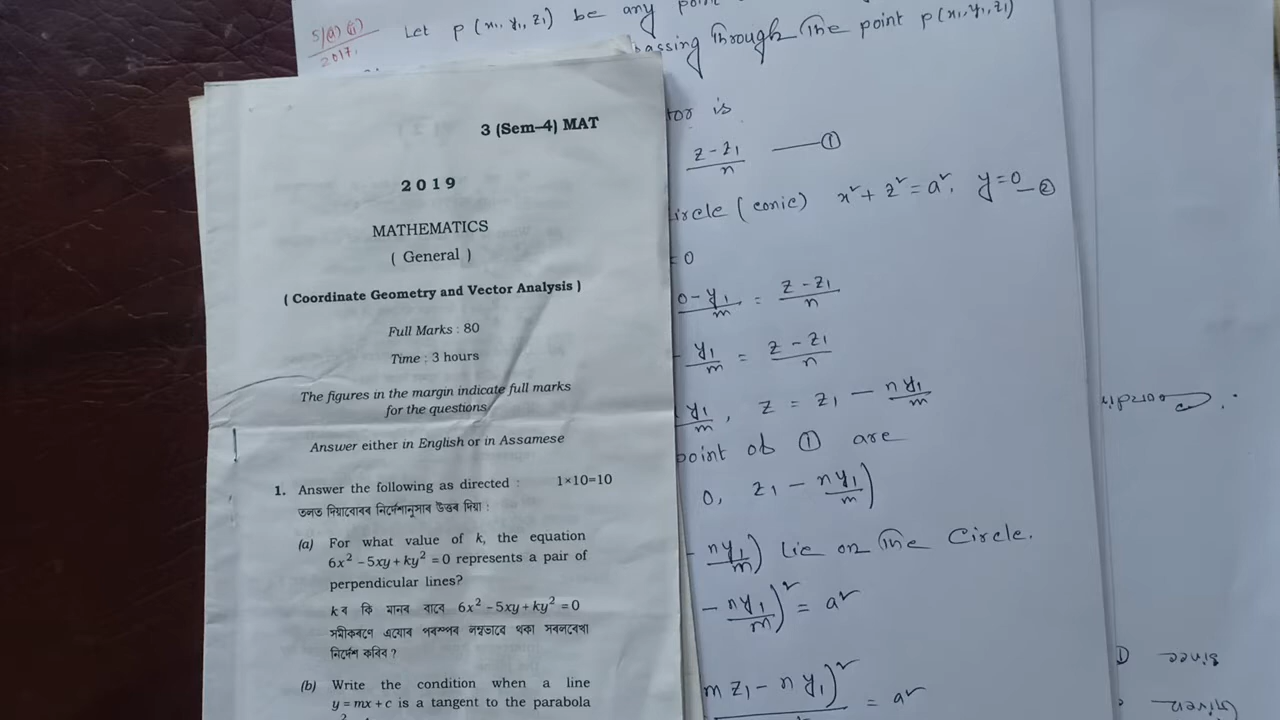 3 (Sem–4) MAT
2019
MATHEMATICS
( General )
( Coordinate Geometry and Vector Analysis )
Full Marks : 80
Time : 3 hours
The figures in the margin indicate full marks
for the questions
Answer either in English or in Assamese
1. Answer the following as directed : 1×10=10
তলত দিয়াবোৰৰ নিৰ্দেশানুসাৰ উত্তৰ দিয়া :
(a) For what value of k, the equation
6x² – 5xy + ky² = 0 represents a pair of
perpendicular lines?
k ৰ কি মানৰ বাবে 6x² – 5xy + ky² = 0
সমীকৰণে এযোৰ পৰস্পৰ লম্বভাবে থকা সৰলৰেখা
নিৰ্দেশ কৰিব ?
(b) Write the condition when a line
y = mx + c is a tangent to the parabola
5/(a) (i)
2017.
Let p (x₁, y₁, z₁) be any point
passing through the point p(x₁, y₁, z₁)
tor is
z - z₁ / n —— ①
ircle (conic) x² + z² = a², y = 0 — ②
= 0
0 - y₁ / m = z - z₁ / n
- y₁ / m = z - z₁ / n
y₁ / m, z = z₁ - ny₁ / m
point of ① are
0, z₁ - ny₁ / m)
- ny₁ / m) lie on the Circle.
- ny₁ / m)² = a²
m z₁ - n y₁)² = a²
since ①
Given